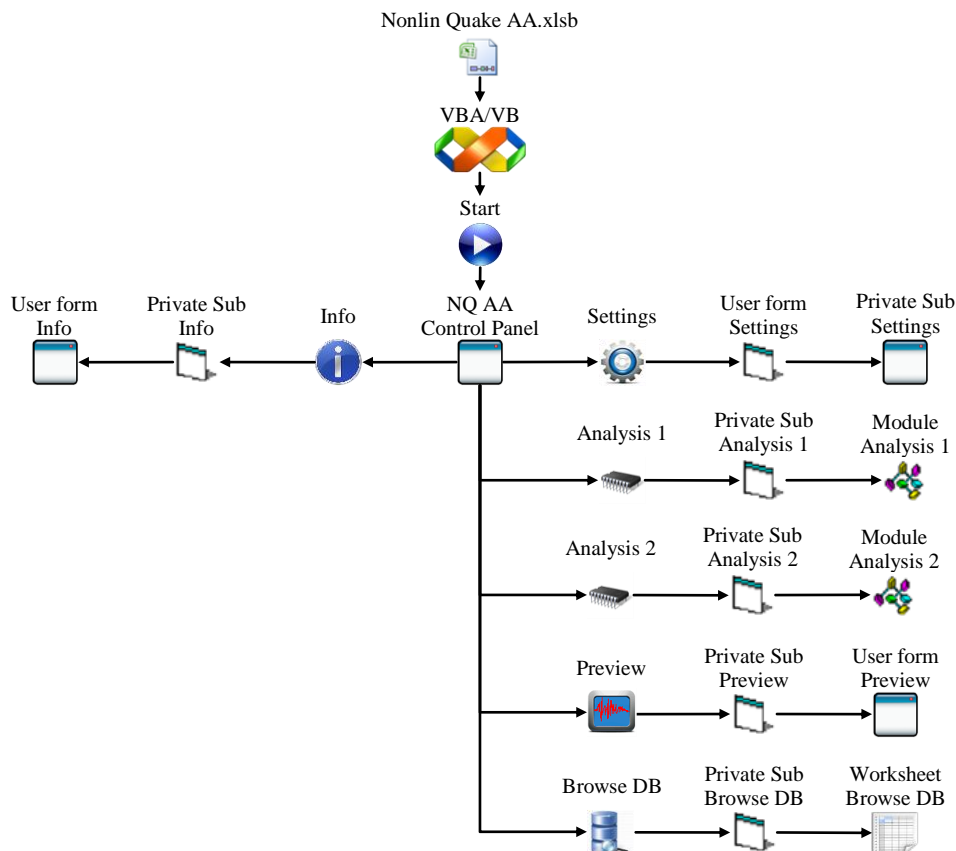 Nonlin Quake AA.xlsb
VBA/VB
Start
User form
Info
Private Sub
Info
Info
NQ AA
Control Panel
Settings
User form
Settings
Private Sub
Settings
Analysis 1
Private Sub
Analysis 1
Module
Analysis 1
Analysis 2
Private Sub
Analysis 2
Module
Analysis 2
Preview
Private Sub
Preview
User form
Preview
Browse DB
Private Sub
Browse DB
Worksheet
Browse DB